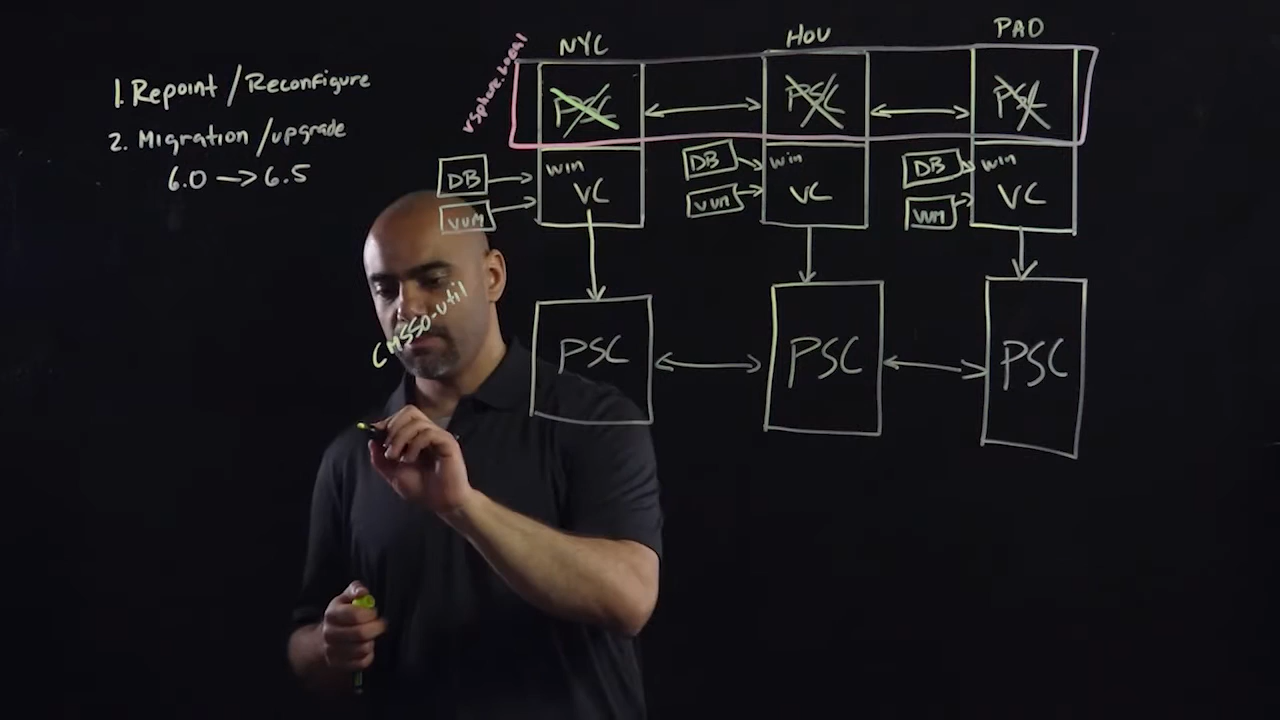 1. Repoint / Reconfigure
2. Migration / upgrade
6.0 → 6.5
vsphere.local
NYC
HOU
PAO
PSC
PSC
PSC
DB
VUM
win
VC
DB
VUM
win
VC
DB
VUM
win
VC
CMSSO-util
PSC
PSC
PSC